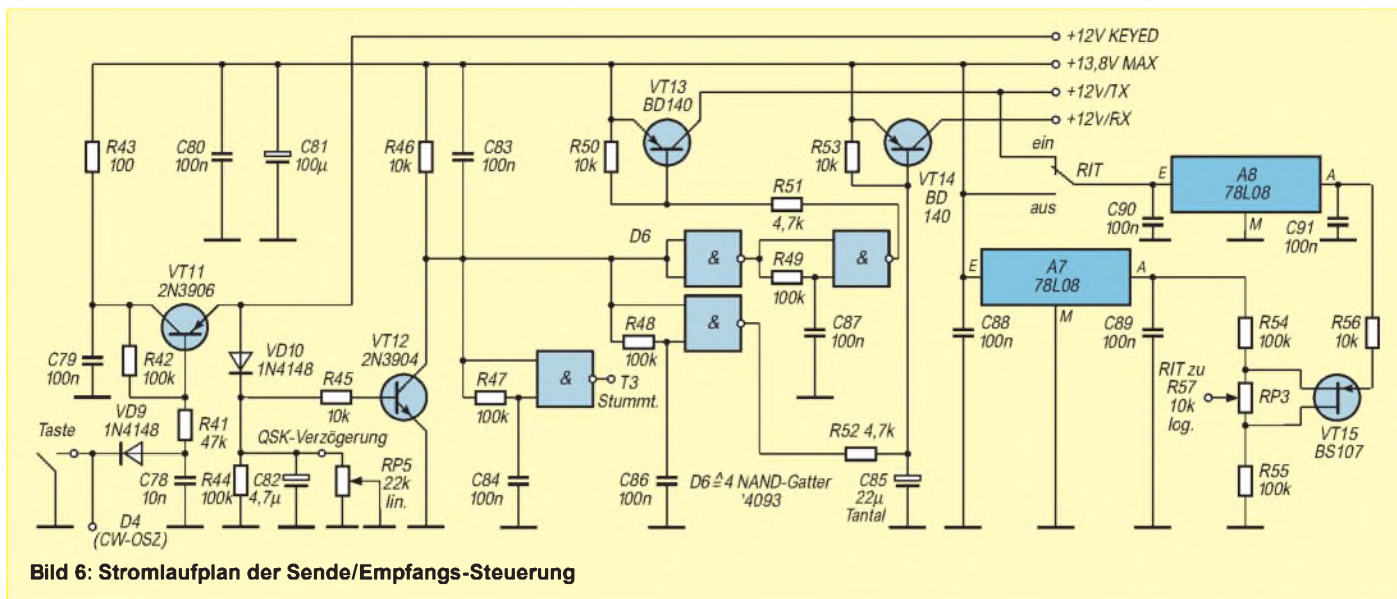 +12V KEYED
+13,8V MAX
+12V/TX
+12V/RX
VT13
BD140
R43
100
C80
100n
C81
100µ
R46
10k
C83
100n
R50
10k
R53
10k
VT14
BD
140
ein
RIT
aus
E
A8
78L08
A
M
C90
100n
C91
100n
R51
4,7k
D6
&
R49
100k
&
VT11
2N3906
E
A7
78L08
A
M
C79
100n
R42
100k
VD10
1N4148
VT12
2N3904
R48
100k
&
C87
100n
C88
100n
C89
100n
R54
100k
R56
10k
VD9
1N4148
R45
10k
R47
100k
&
T3
Stummt.
RIT zu
R57
10k
log.
RP3
Taste
R41
47k
QSK-Verzögerung
R52 4,7k
VT15
BS107
C78
10n
R44
100k
C82
4,7µ
RP5
22k
lin.
C84
100n
C86
100n
D6≙4 NAND-Gatter
'4093
C85
22µ
Tantal
R55
100k
D4
(CW-OSZ)
Bild 6: Stromlaufplan der Sende/Empfangs-Steuerung